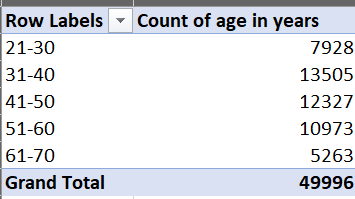 Row Labels Count of age in years
21-30 7928
31-40 13505
41-50 12327
51-60 10973
61-70 5263
Grand Total 49996